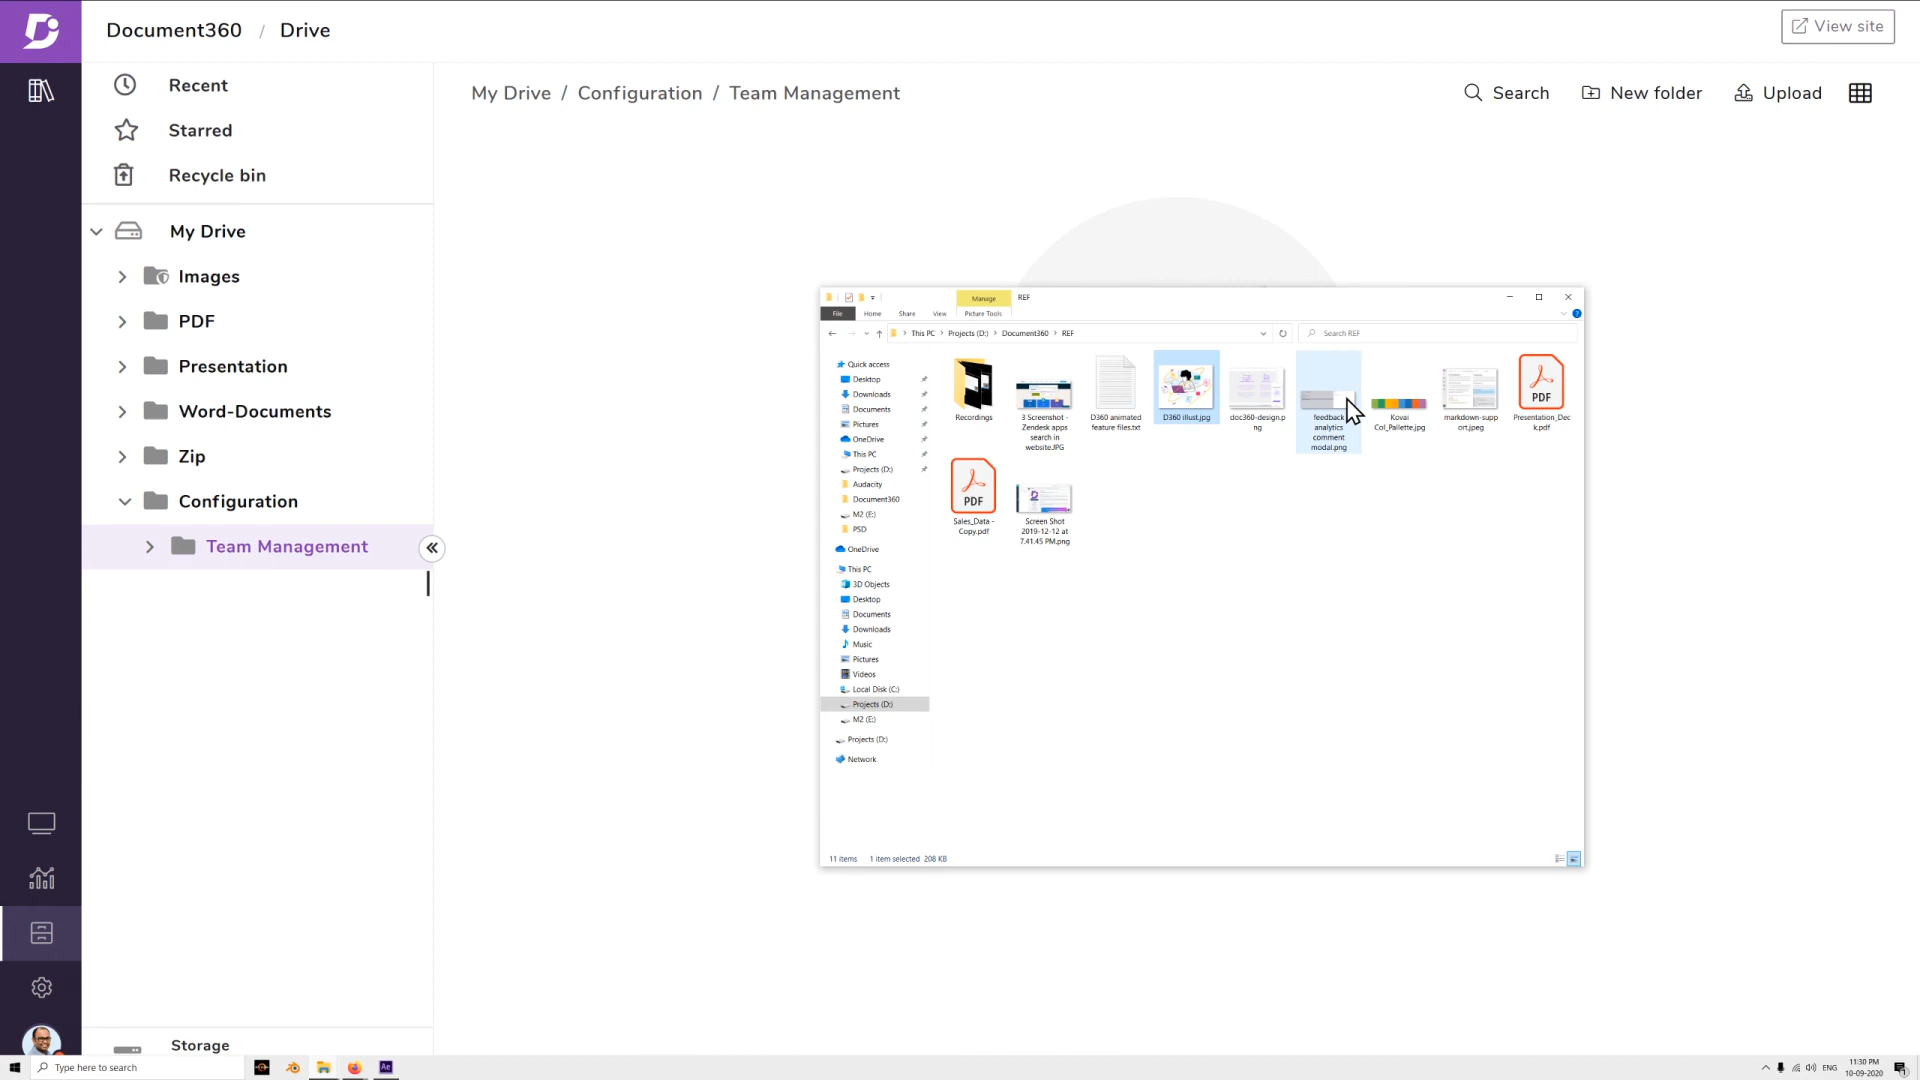 Document360 / Drive
View site
Recent
Starred
Recycle bin
My Drive
Images
PDF
Presentation
Word-Documents
Zip
Configuration
Team Management
Storage
My Drive / Configuration / Team Management
Search
New folder
Upload
Manage
REF
File
Home
Share
View
Picture Tools
This PC > Projects (D:) > Document360 > REF
Search REF
Quick access
Desktop
Downloads
Documents
Pictures
OneDrive
This PC
Projects (D:)
Audacity
Document360
M2 (E:)
PSD
OneDrive
This PC
3D Objects
Desktop
Documents
Downloads
Music
Pictures
Videos
Local Disk (C:)
Projects (D:)
M2 (E:)
Projects (D:)
Network
Recordings
3 Screenshot -
Zendesk apps
search in
website.JPG
D360 animated
feature files.txt
D360 illust.jpg
doc360-design.p
ng
feedback
analytics
comment
modal.png
Kovai
Col_Pallette.jpg
markdown-supp
ort.jpeg
PDF
Presentation_Dec
k.pdf
PDF
Sales_Data -
Copy.pdf
Screen Shot
2019-12-12 at
7.41.45 PM.png
11 items
1 item selected 208 KB
Type here to search
Ae
ENG
11:30 PM
10-09-2020